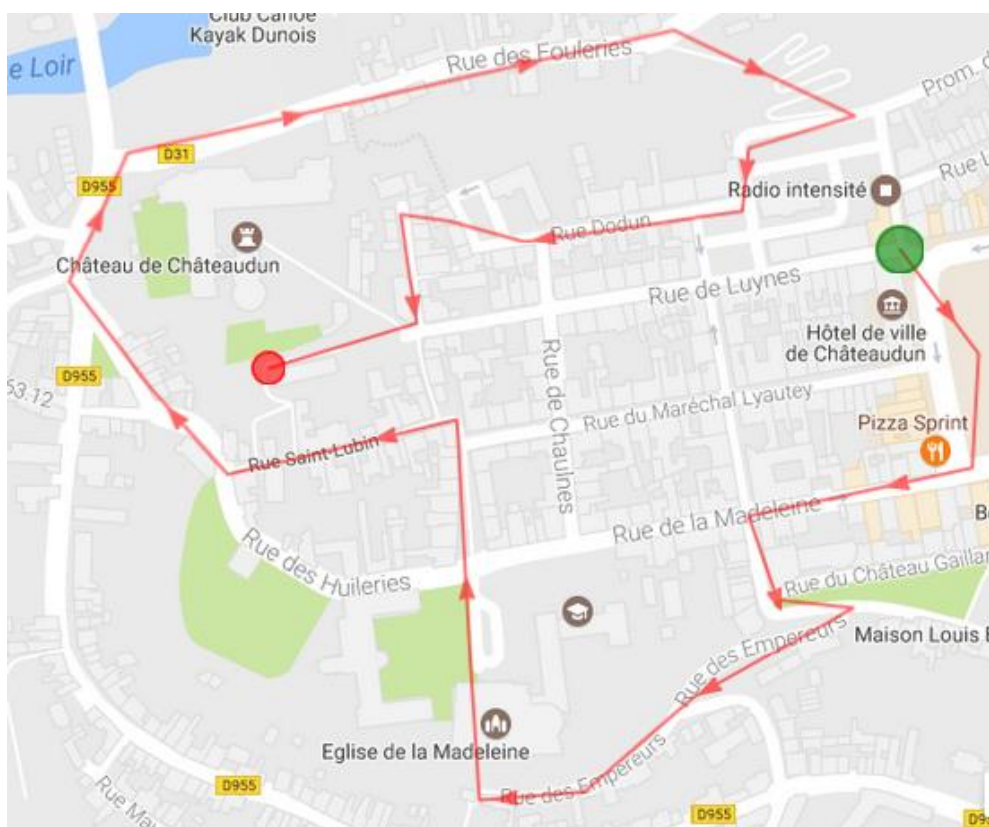 Club Canoë
Kayak Dunois
e Loir
Rue des Fouleries
Prom. d
D31
D955
Radio intensité
Rue L
Rue Dodun
Château de Châteaudun
Rue de Luynes
Hôtel de ville
de Châteaudun
D955
53.12
Rue de Chaulnes
Rue du Maréchal Lyautey
Pizza Sprint
Rue Saint-Lubin
Rue de la Madeleine
B
Rue des Huileries
Rue du Château Gaillar
Rue des Empereurs
Maison Louis E
Eglise de la Madeleine
Rue des Empereurs
D955
D955
D9
Rue Ma